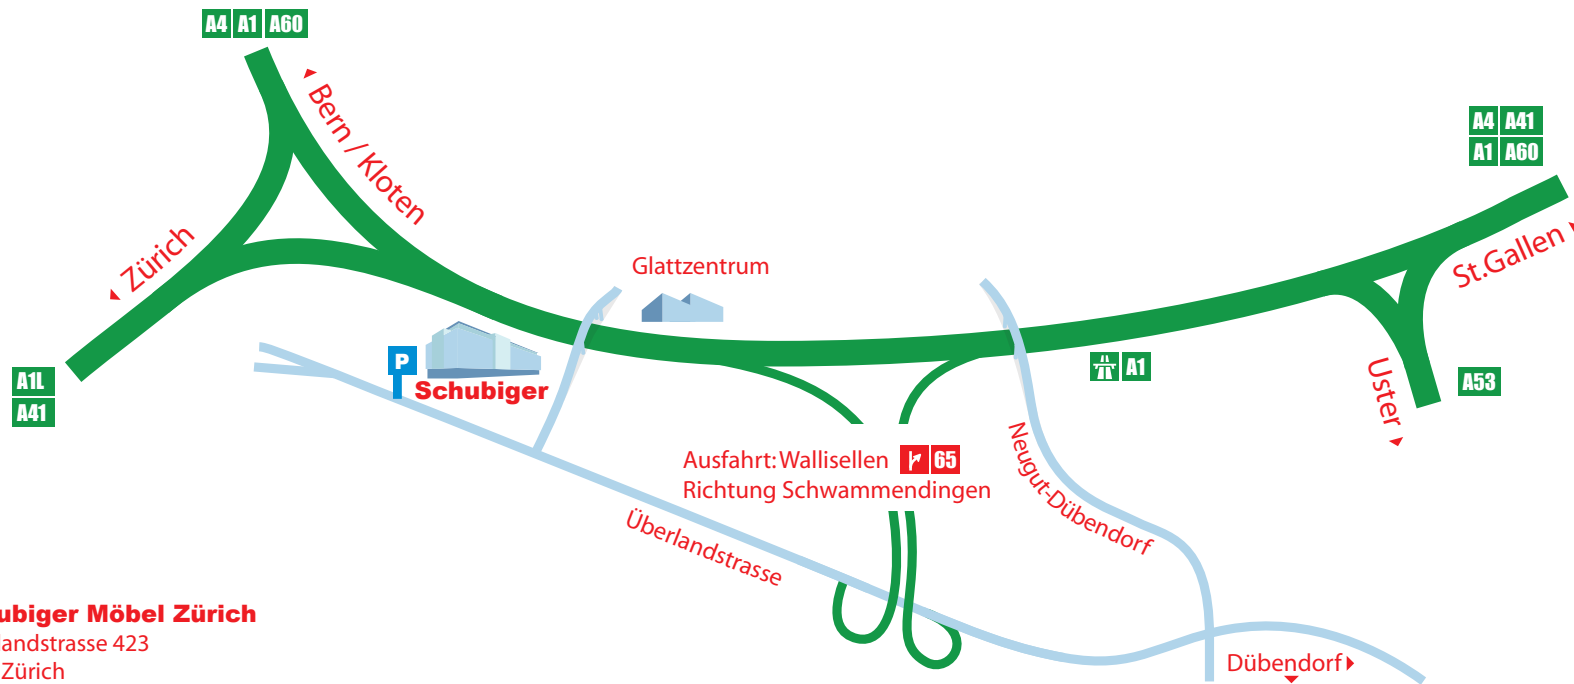 A4 A1 A60
Bern / Kloten
Zürich
A1L
A41
P
Schubiger
Glattzentrum
A4 A41
A1 A60
St.Gallen
A1
A53
Uster
Ausfahrt: Wallisellen 65
Richtung Schwammendingen
Neugut-Dübendorf
Überlandstrasse
ubiger Möbel Zürich
landstrasse 423
Zürich
Dübendorf